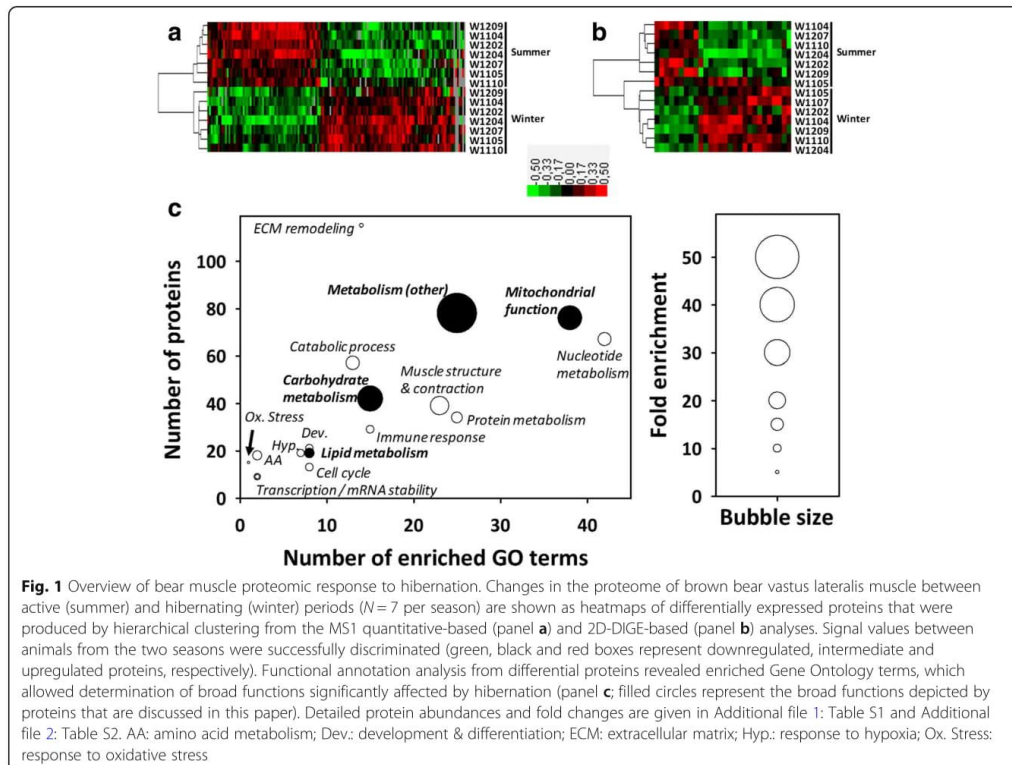 a
W1209
W1104
W1202
W1204
W1207
W1105
W1110
Summer
W1209
W1104
W1202
W1204
W1207
W1105
W1110
Winter
b
W1104
W1207
W1110
W1204
W1202
W1209
W1105
Summer
W1105
W1107
W1202
W1104
W1209
W1110
W1204
Winter
-0,50
-0,33
-0,17
0,00
0,17
0,33
0,50
c
Number of proteins
100
80
60
40
20
0
ECM remodeling °
Metabolism (other)
Mitochondrial
function
Catabolic process
Nucleotide
metabolism
Muscle structure
& contraction
Carbohydrate
metabolism
Protein metabolism
Ox. Stress
Immune response
Dev.
Hyp.
Lipid metabolism
AA
Cell cycle
Transcription / mRNA stability
0 10 20 30 40
Number of enriched GO terms
Fold enrichment
50
40
30
20
10
0
Bubble size
Fig. 1 Overview of bear muscle proteomic response to hibernation. Changes in the proteome of brown bear vastus lateralis muscle between
active (summer) and hibernating (winter) periods (N = 7 per season) are shown as heatmaps of differentially expressed proteins that were
produced by hierarchical clustering from the MS1 quantitative-based (panel a) and 2D-DIGE-based (panel b) analyses. Signal values between
animals from the two seasons were successfully discriminated (green, black and red boxes represent downregulated, intermediate and
upregulated proteins, respectively). Functional annotation analysis from differential proteins revealed enriched Gene Ontology terms, which
allowed determination of broad functions significantly affected by hibernation (panel c; filled circles represent the broad functions depicted by
proteins that are discussed in this paper). Detailed protein abundances and fold changes are given in Additional file 1: Table S1 and Additional
file 2: Table S2. AA: amino acid metabolism; Dev.: development & differentiation; ECM: extracellular matrix; Hyp.: response to hypoxia; Ox. Stress:
response to oxidative stress